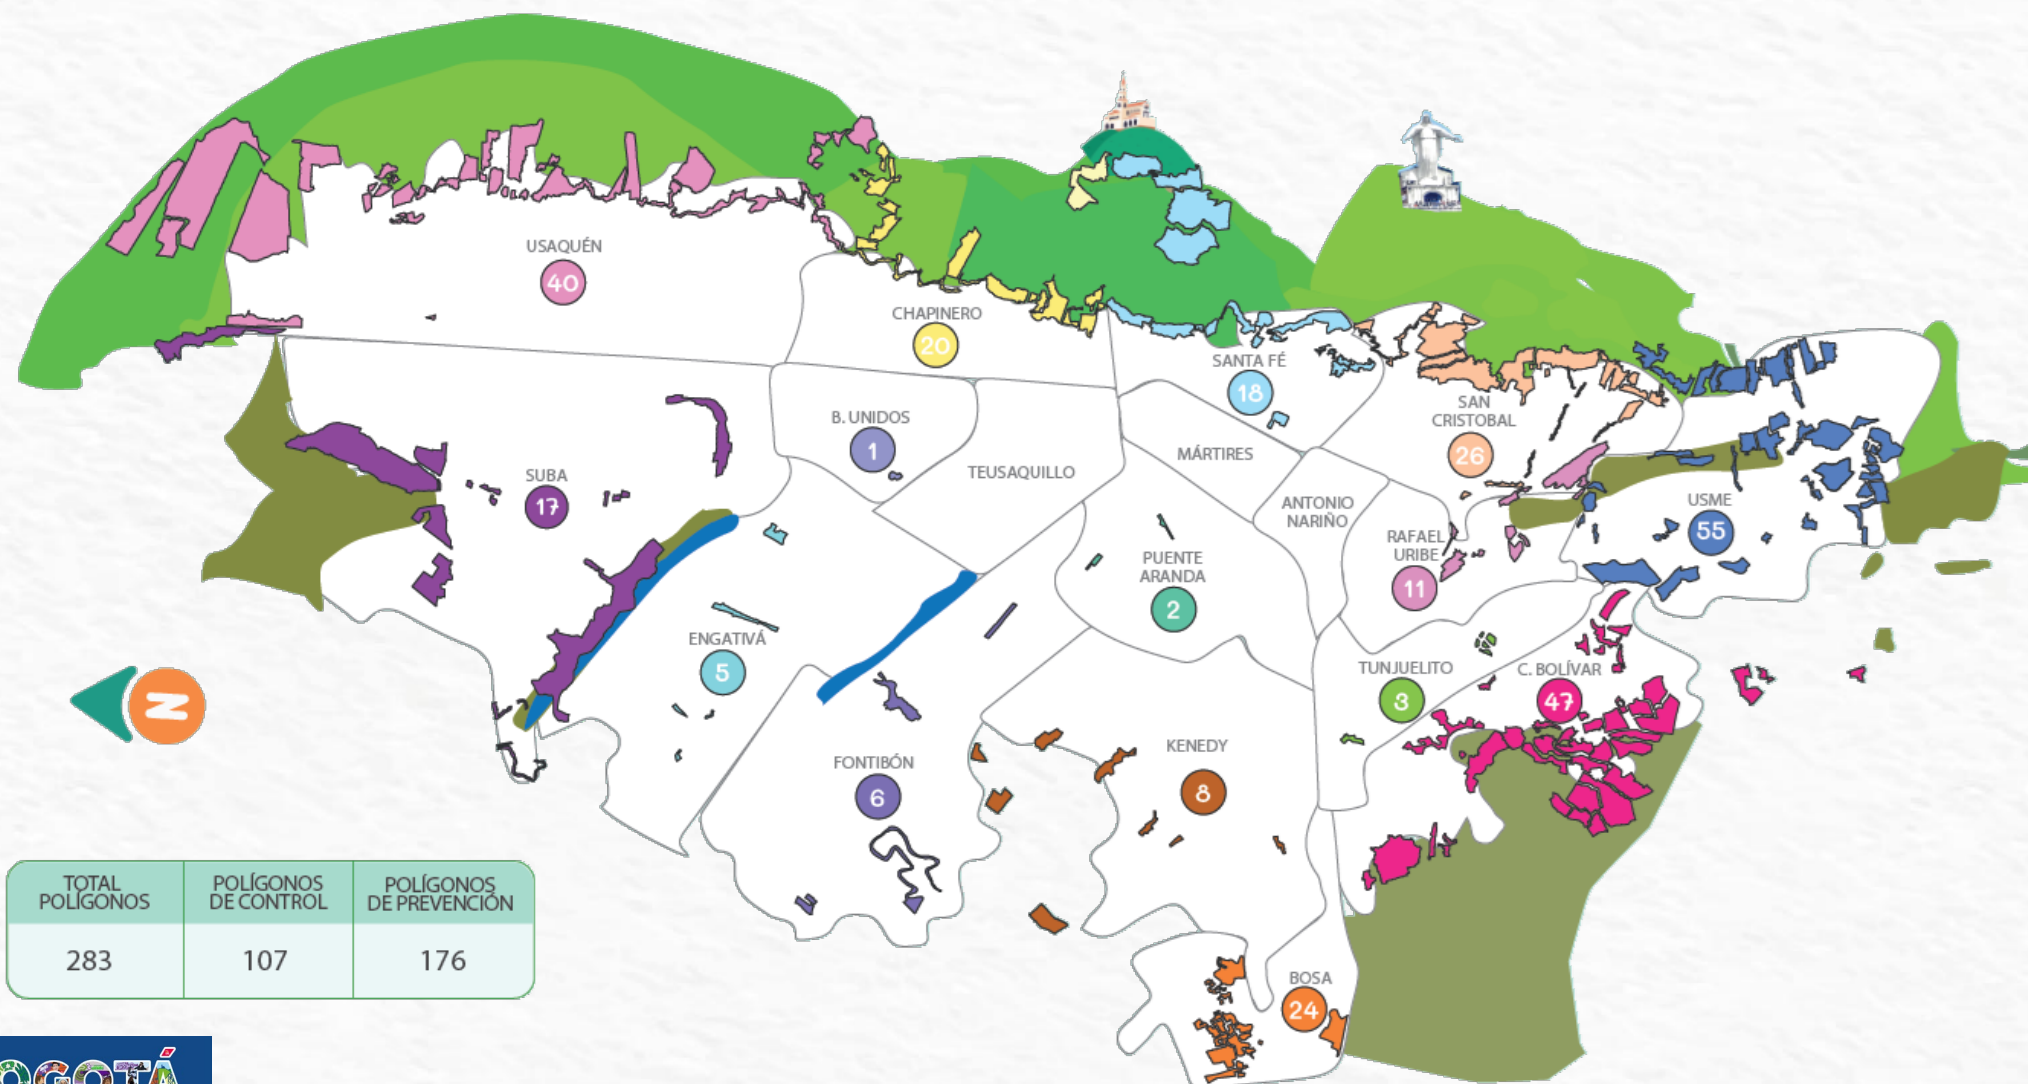 USAQUÉN
40
CHAPINERO
20
SANTA FÉ
18
SAN
CRISTOBAL
26
B. UNIDOS
1
TEUSAQUILLO
MÁRTIRES
ANTONIO
NARIÑO
SUBA
17
USME
55
RAFAEL
URIBE
11
PUENTE
ARANDA
2
ENGATIVÁ
5
TUNJUELITO
3
C. BOLÍVAR
47
N
FONTIBÓN
6
KENEDY
8
BOSA
24
TOTAL
POLÍGONOS
POLÍGONOS
DE CONTROL
POLÍGONOS
DE PREVENCIÓN
283
107
176
OGOTÁ